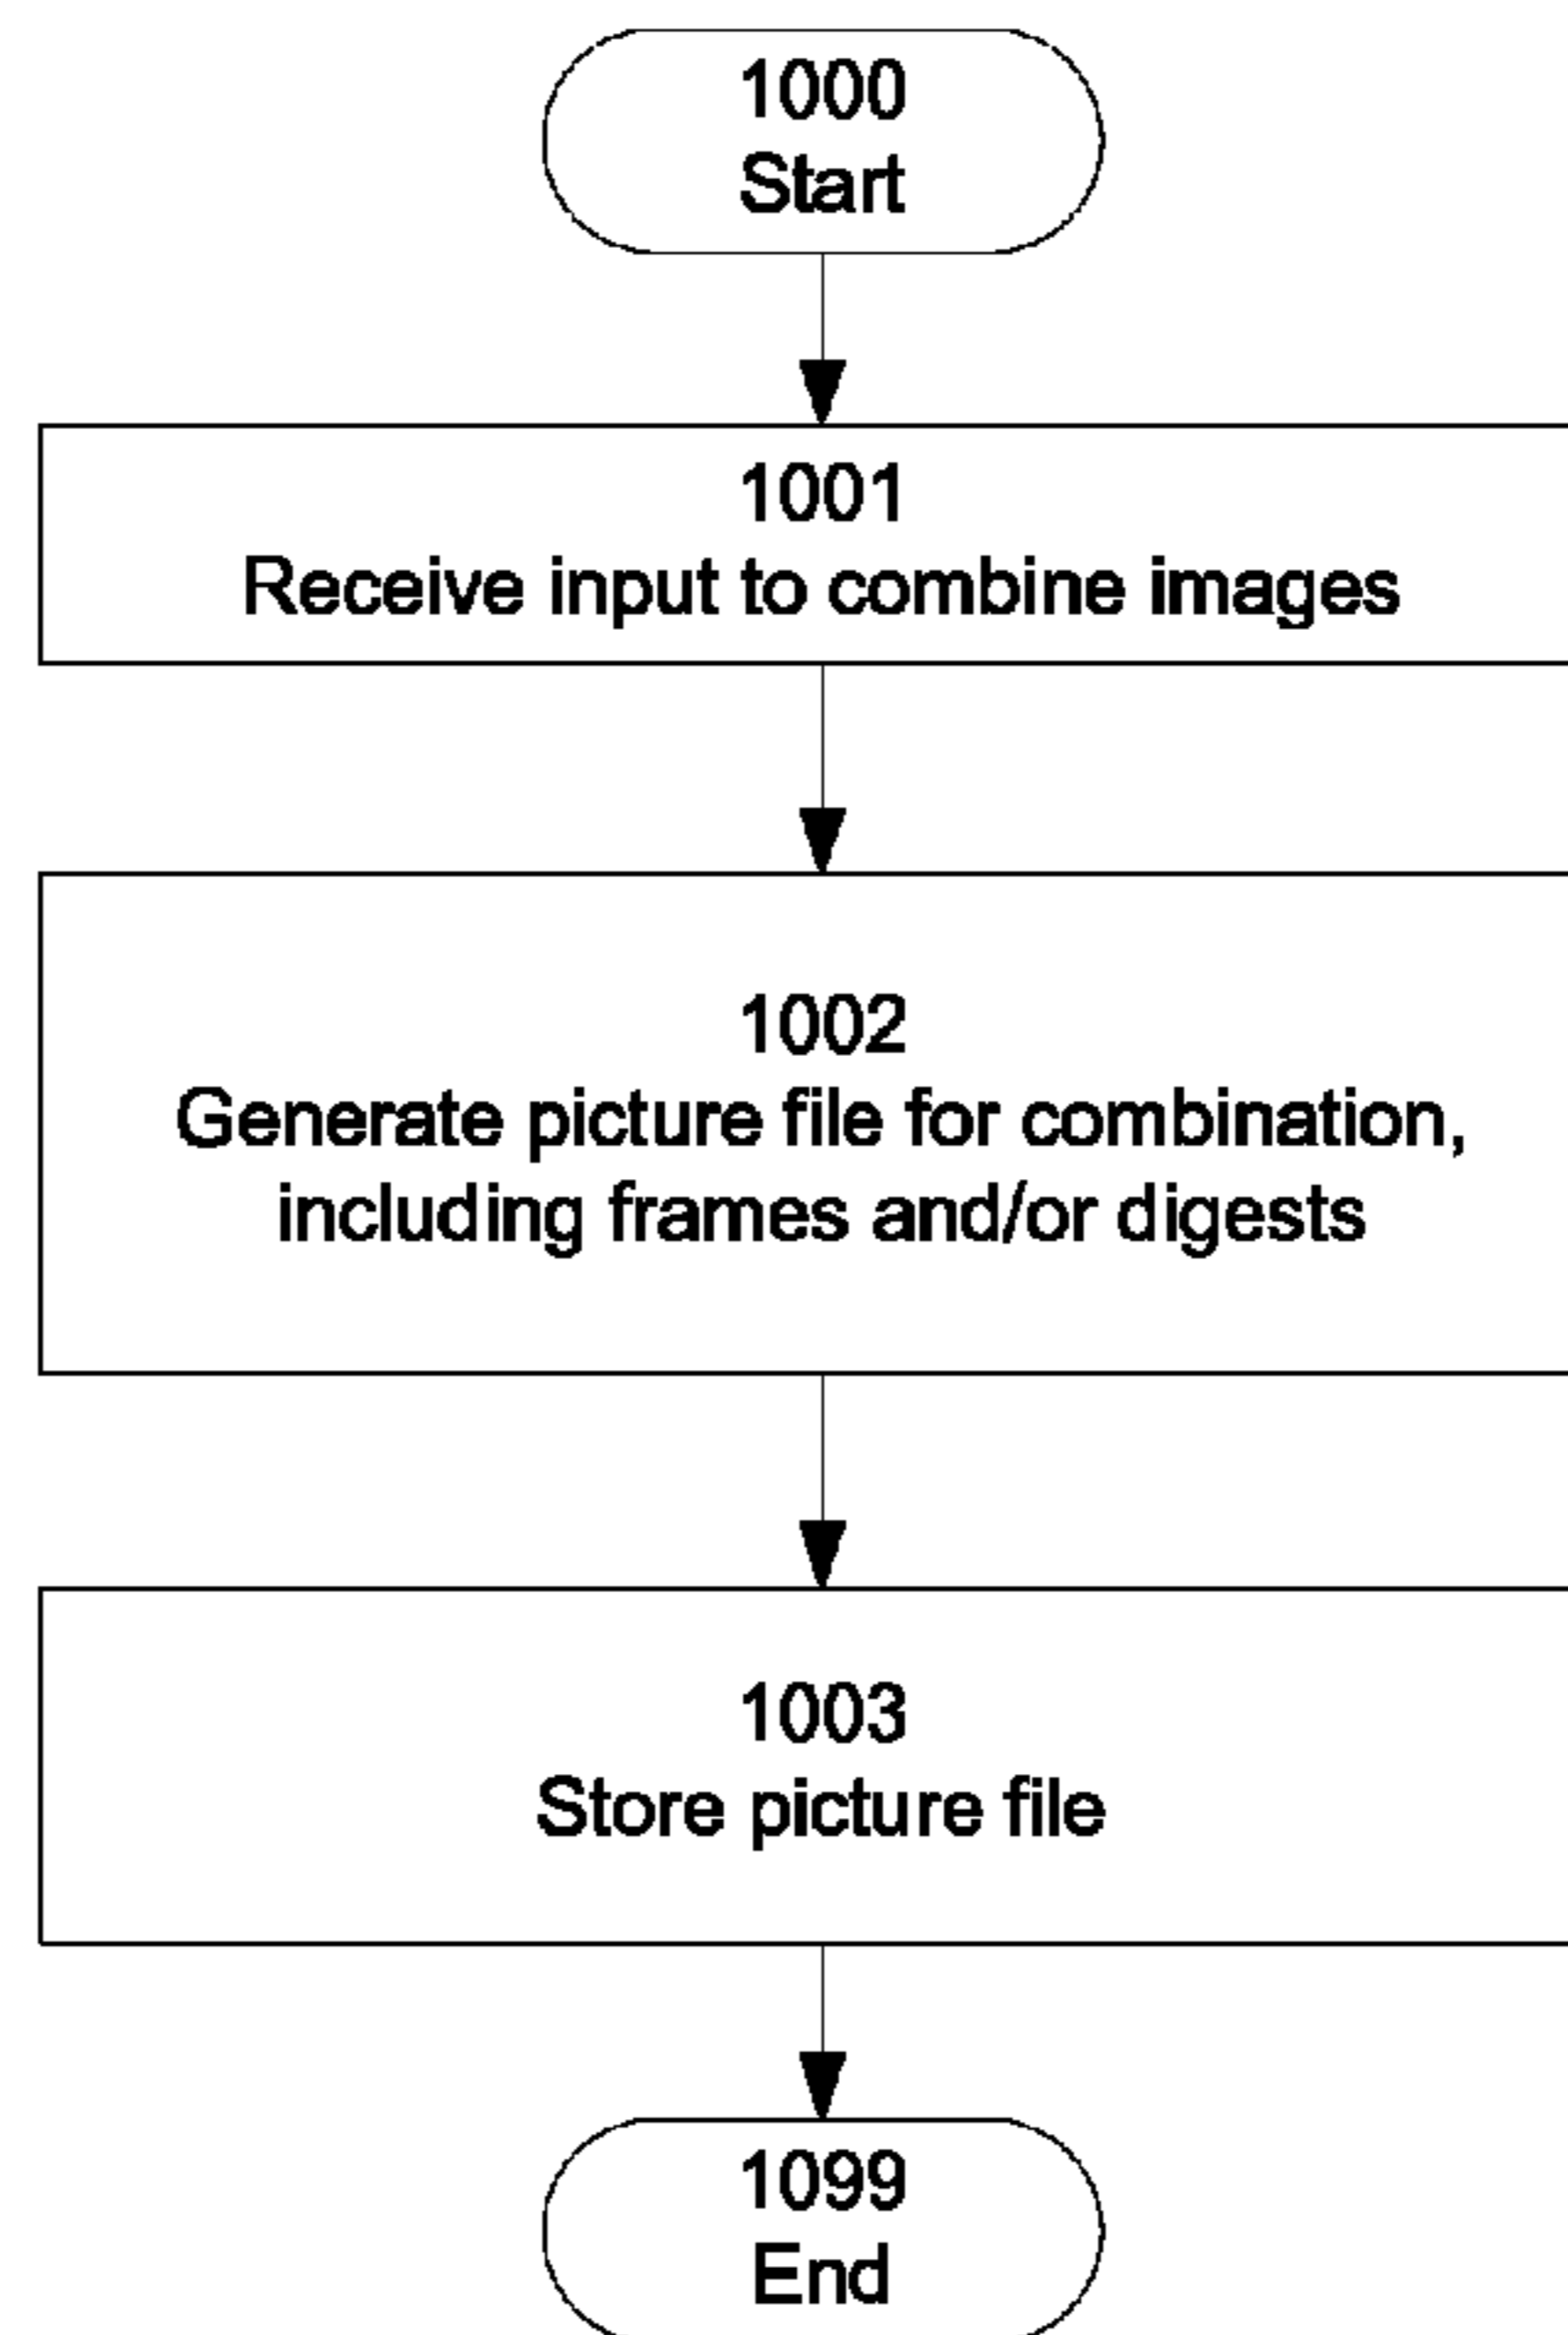 1000
Start
1001
Receive input to combine images
1002
Generate picture file for combination,
including frames and/or digests
1003
Store picture file
1099
End